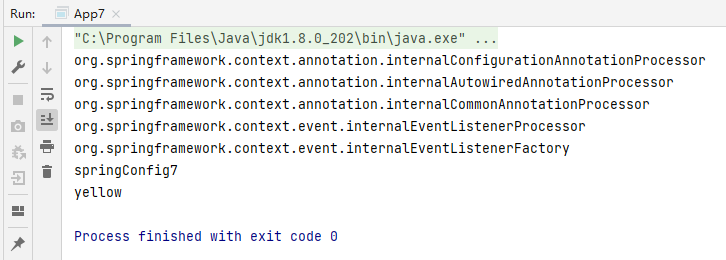 Run: App7
"C:\Program Files\Java\jdk1.8.0_202\bin\java.exe" ...
org.springframework.context.annotation.internalConfigurationAnnotationProcessor
org.springframework.context.annotation.internalAutowiredAnnotationProcessor
org.springframework.context.annotation.internalCommonAnnotationProcessor
org.springframework.context.event.internalEventListenerProcessor
org.springframework.context.event.internalEventListenerFactory
springConfig7
yellow
Process finished with exit code 0